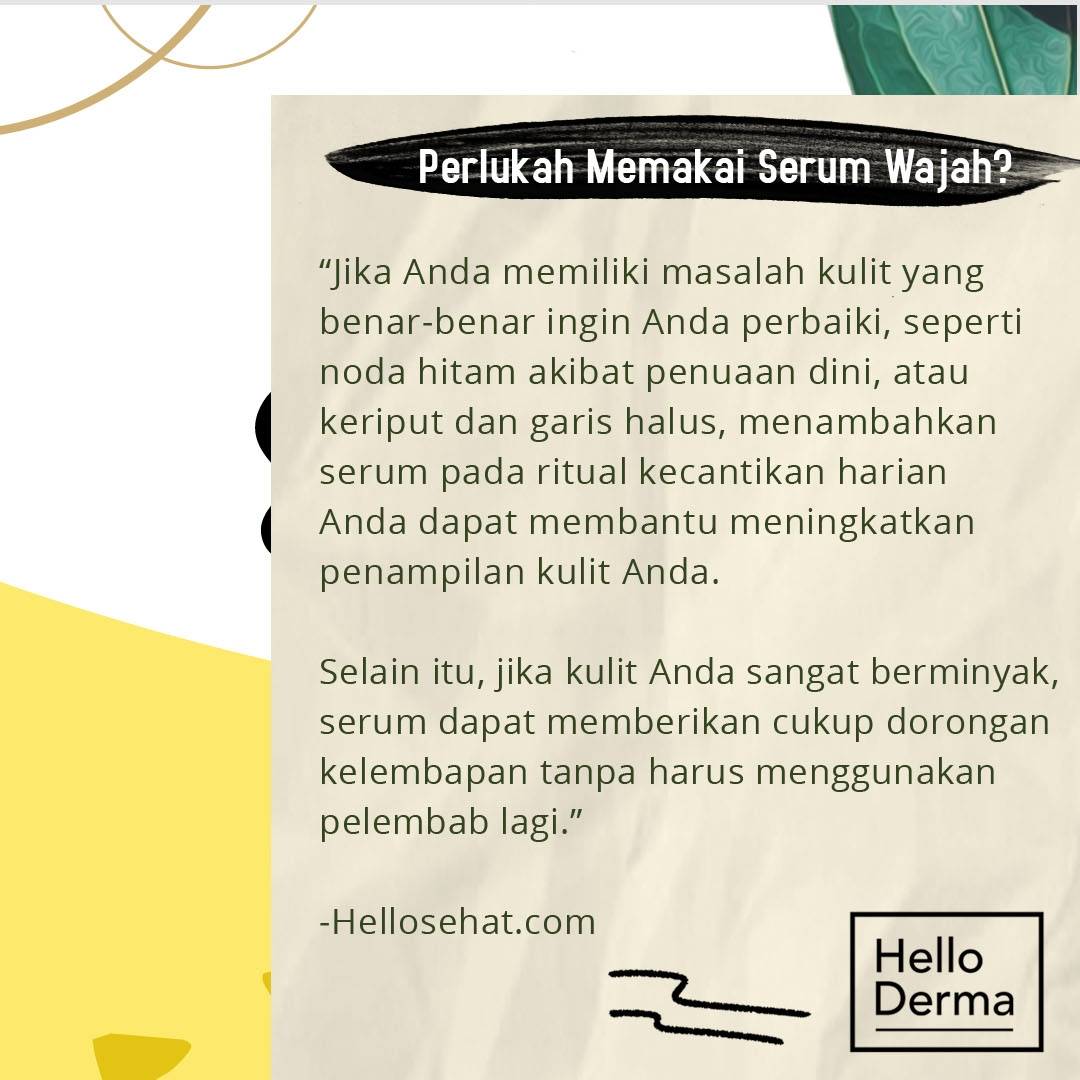 Perlukah Memakai Serum Wajah?
“Jika Anda memiliki masalah kulit yang
benar-benar ingin Anda perbaiki, seperti
noda hitam akibat penuaan dini, atau
keriput dan garis halus, menambahkan
serum pada ritual kecantikan harian
Anda dapat membantu meningkatkan
penampilan kulit Anda.
Selain itu, jika kulit Anda sangat berminyak,
serum dapat memberikan cukup dorongan
kelembapan tanpa harus menggunakan
pelembab lagi.”
-Hellosehat.com
Hello
Derma